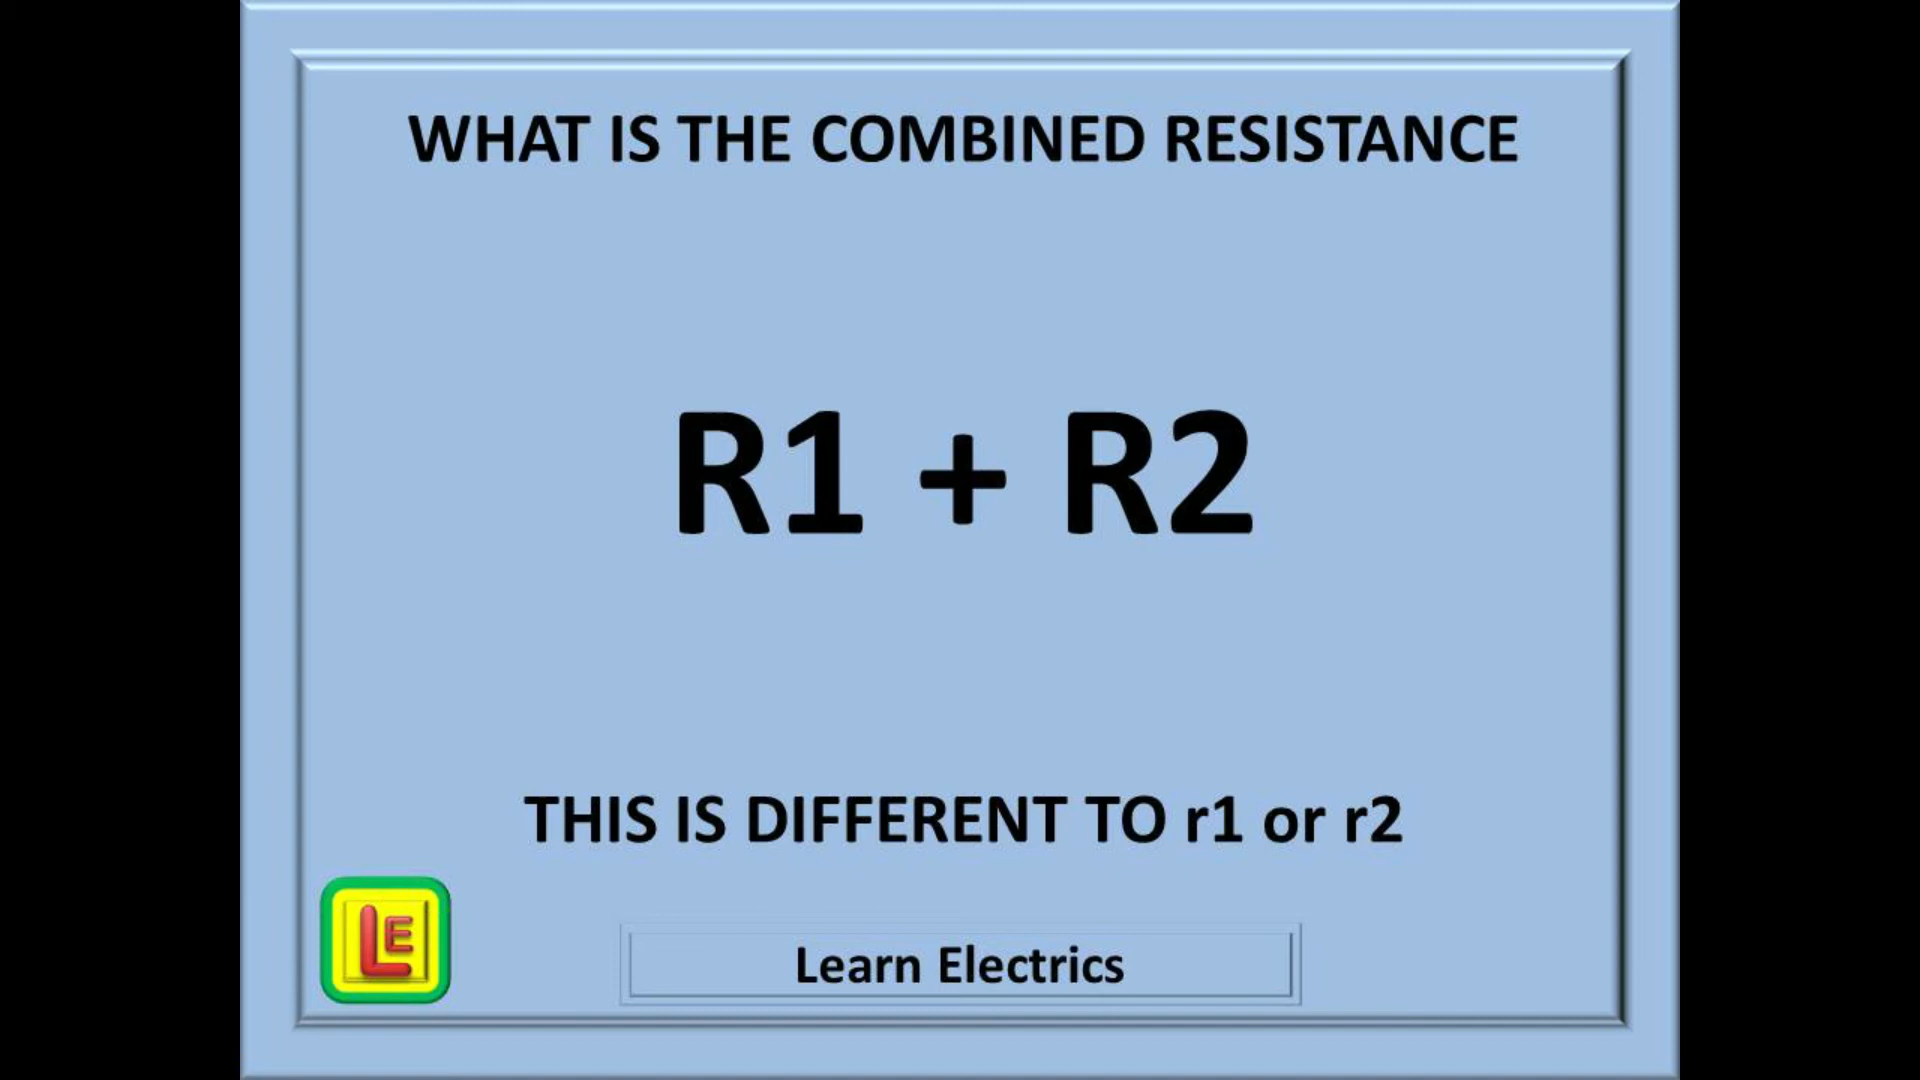 WHAT IS THE COMBINED RESISTANCE
R1 + R2
THIS IS DIFFERENT TO r1 or r2
LE
Learn Electrics